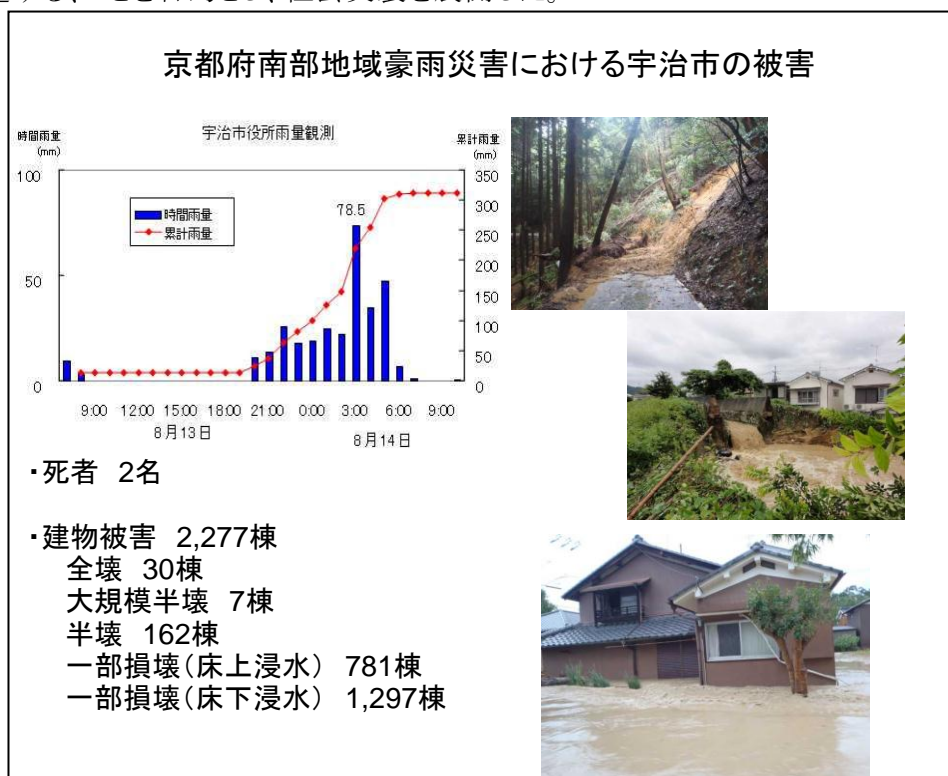 京都府南部地域豪雨災害における宇治市の被害
時間雨量
(mm)
宇治市役所雨量観測
累計雨量
(mm)
100
50
0
350
300
250
200
150
100
50
0
78.5
時間雨量
累計雨量
9:00 12:00 15:00 18:00 21:00 0:00 3:00 6:00 9:00
8月13日 8月14日
・死者 2名
・建物被害 2,277棟
全壊 30棟
大規模半壊 7棟
半壊 162棟
一部損壊(床上浸水) 781棟
一部損壊(床下浸水) 1,297棟